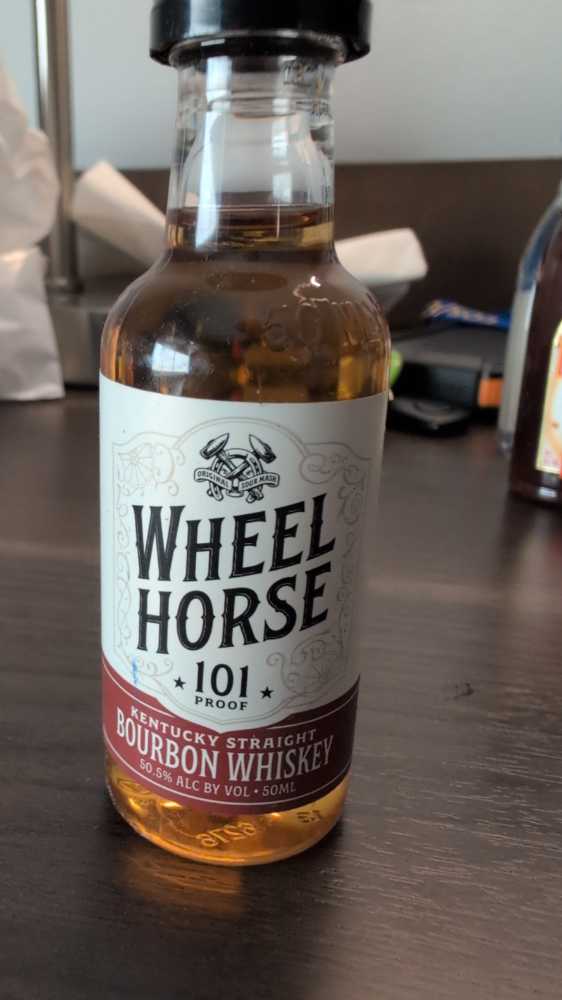 ORIGINAL SOUR MASH
WHEEL
HORSE
101
PROOF
KENTUCKY STRAIGHT
BOURBON WHISKEY
50.5% ALC BY VOL • 50ML